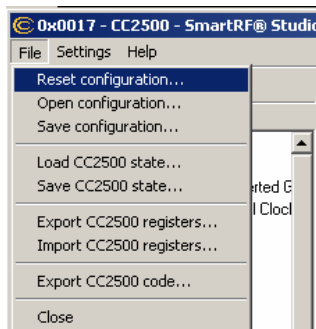 0x0017 - CC2500 - SmartRF® Studio
File Settings Help
Reset configuration...
Open configuration...
Save configuration...
Load CC2500 state...
Save CC2500 state...
Export CC2500 registers...
Import CC2500 registers...
Export CC2500 code...
Close